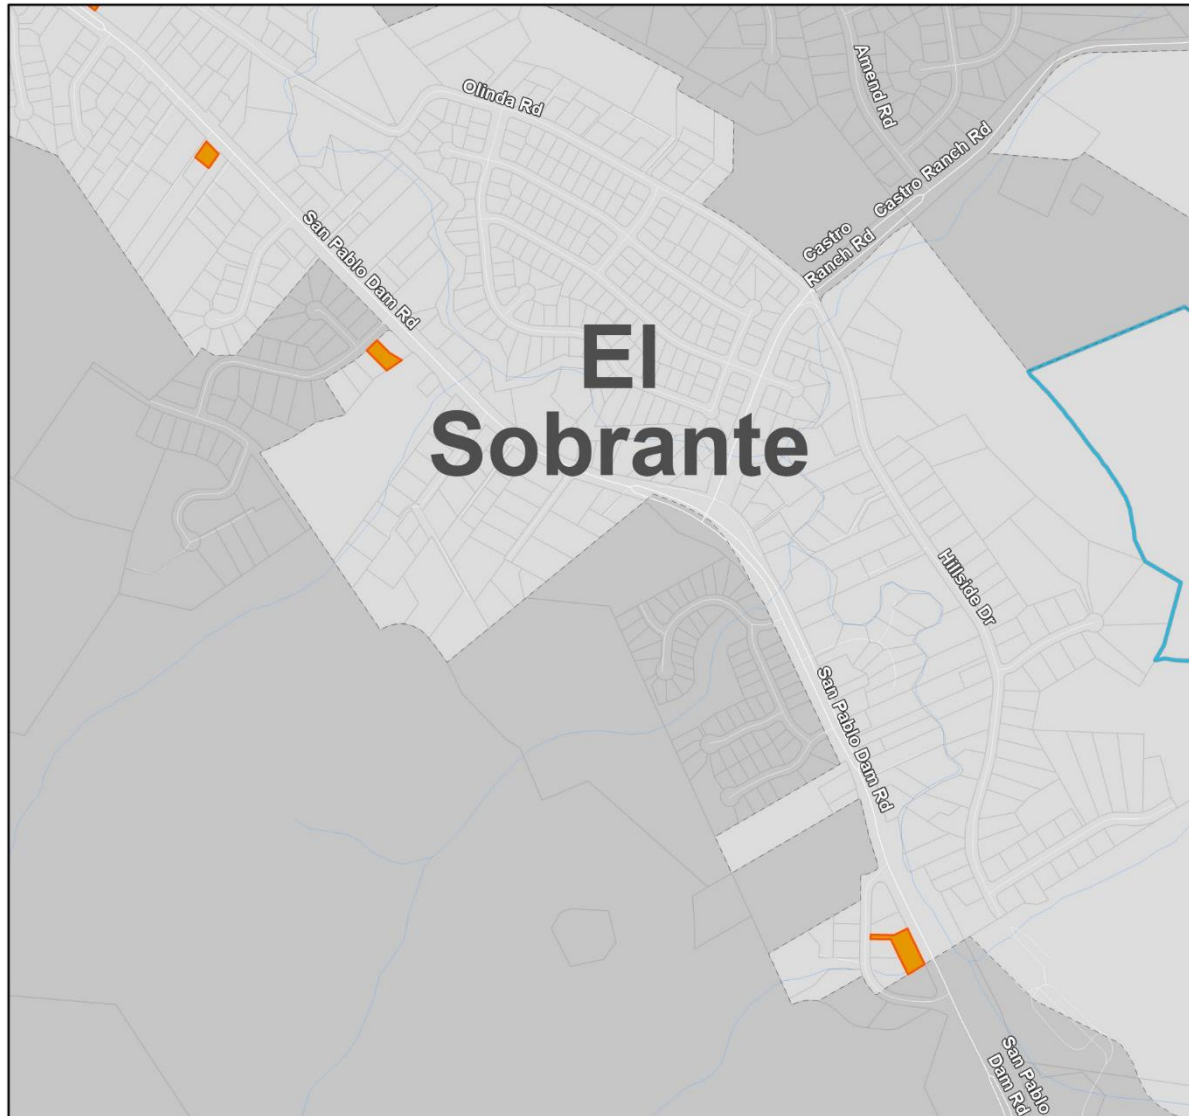 Olinda Rd
Amend Rd
Castro Ranch Rd
Castro
Ranch Rd
San Pablo Dam Rd
El
Sobrante
Hillside Dr
San Pablo Dam Rd
San Pablo
Dam Rd